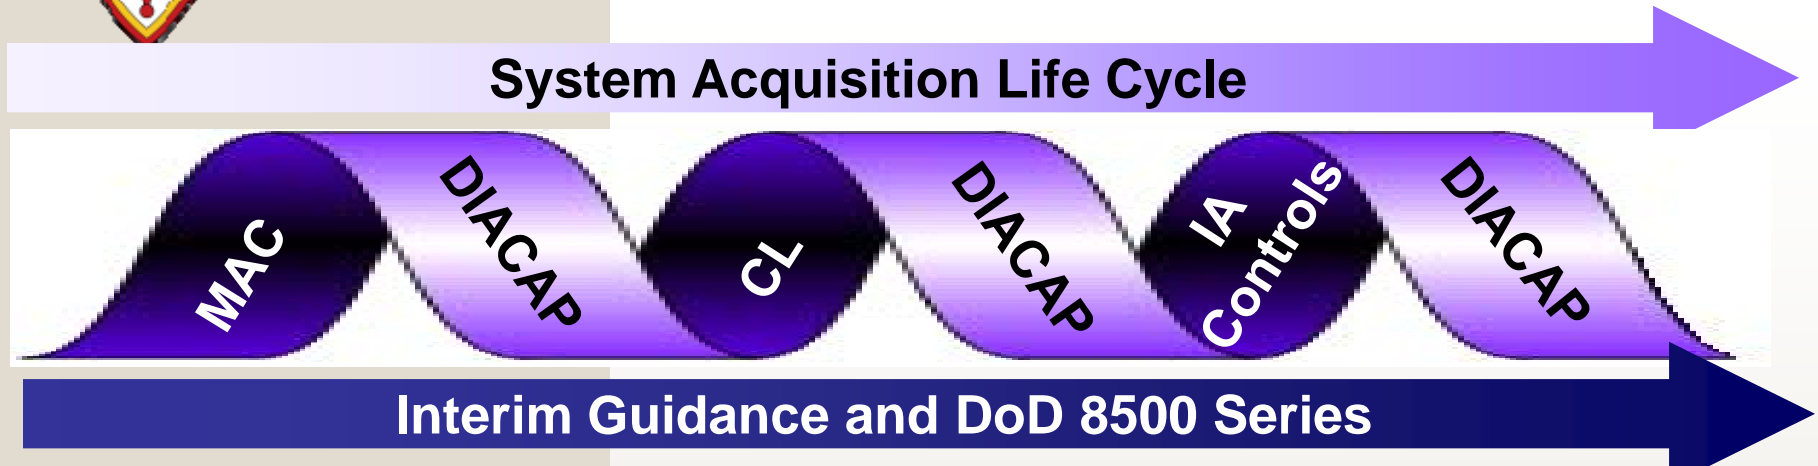 System Acquisition Life Cycle
MAC
DIACAP
CL
DIACAP
IA
Controls
DIACAP
Interim Guidance and DoD 8500 Series